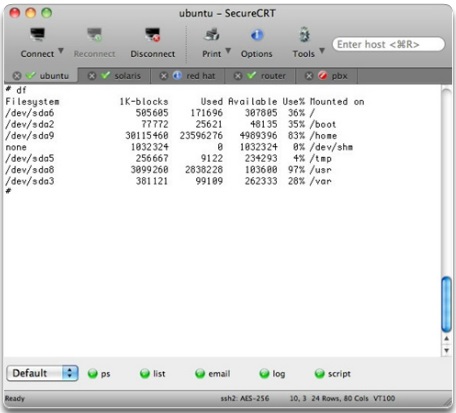 ubuntu – SecureCRT
Connect Reconnect Disconnect Print Options Tools Enter host <⌘R>
ubuntu solaris red hat router pbx
# df
Filesystem 1K-blocks Used Available Use% Mounted on
/dev/sda6 505605 171696 307805 36% /
/dev/sda2 77772 25621 48135 35% /boot
/dev/sda9 30115460 23596276 4989396 83% /home
none 1032324 0 1032324 0% /dev/shm
/dev/sda5 256667 9122 234293 4% /tmp
/dev/sda8 3099260 2838228 103600 97% /usr
/dev/sda3 381121 99109 262333 28% /var
#
Default ps list email log script
Ready ssh2: AES-256 10, 3 24 Rows, 80 Cols VT100